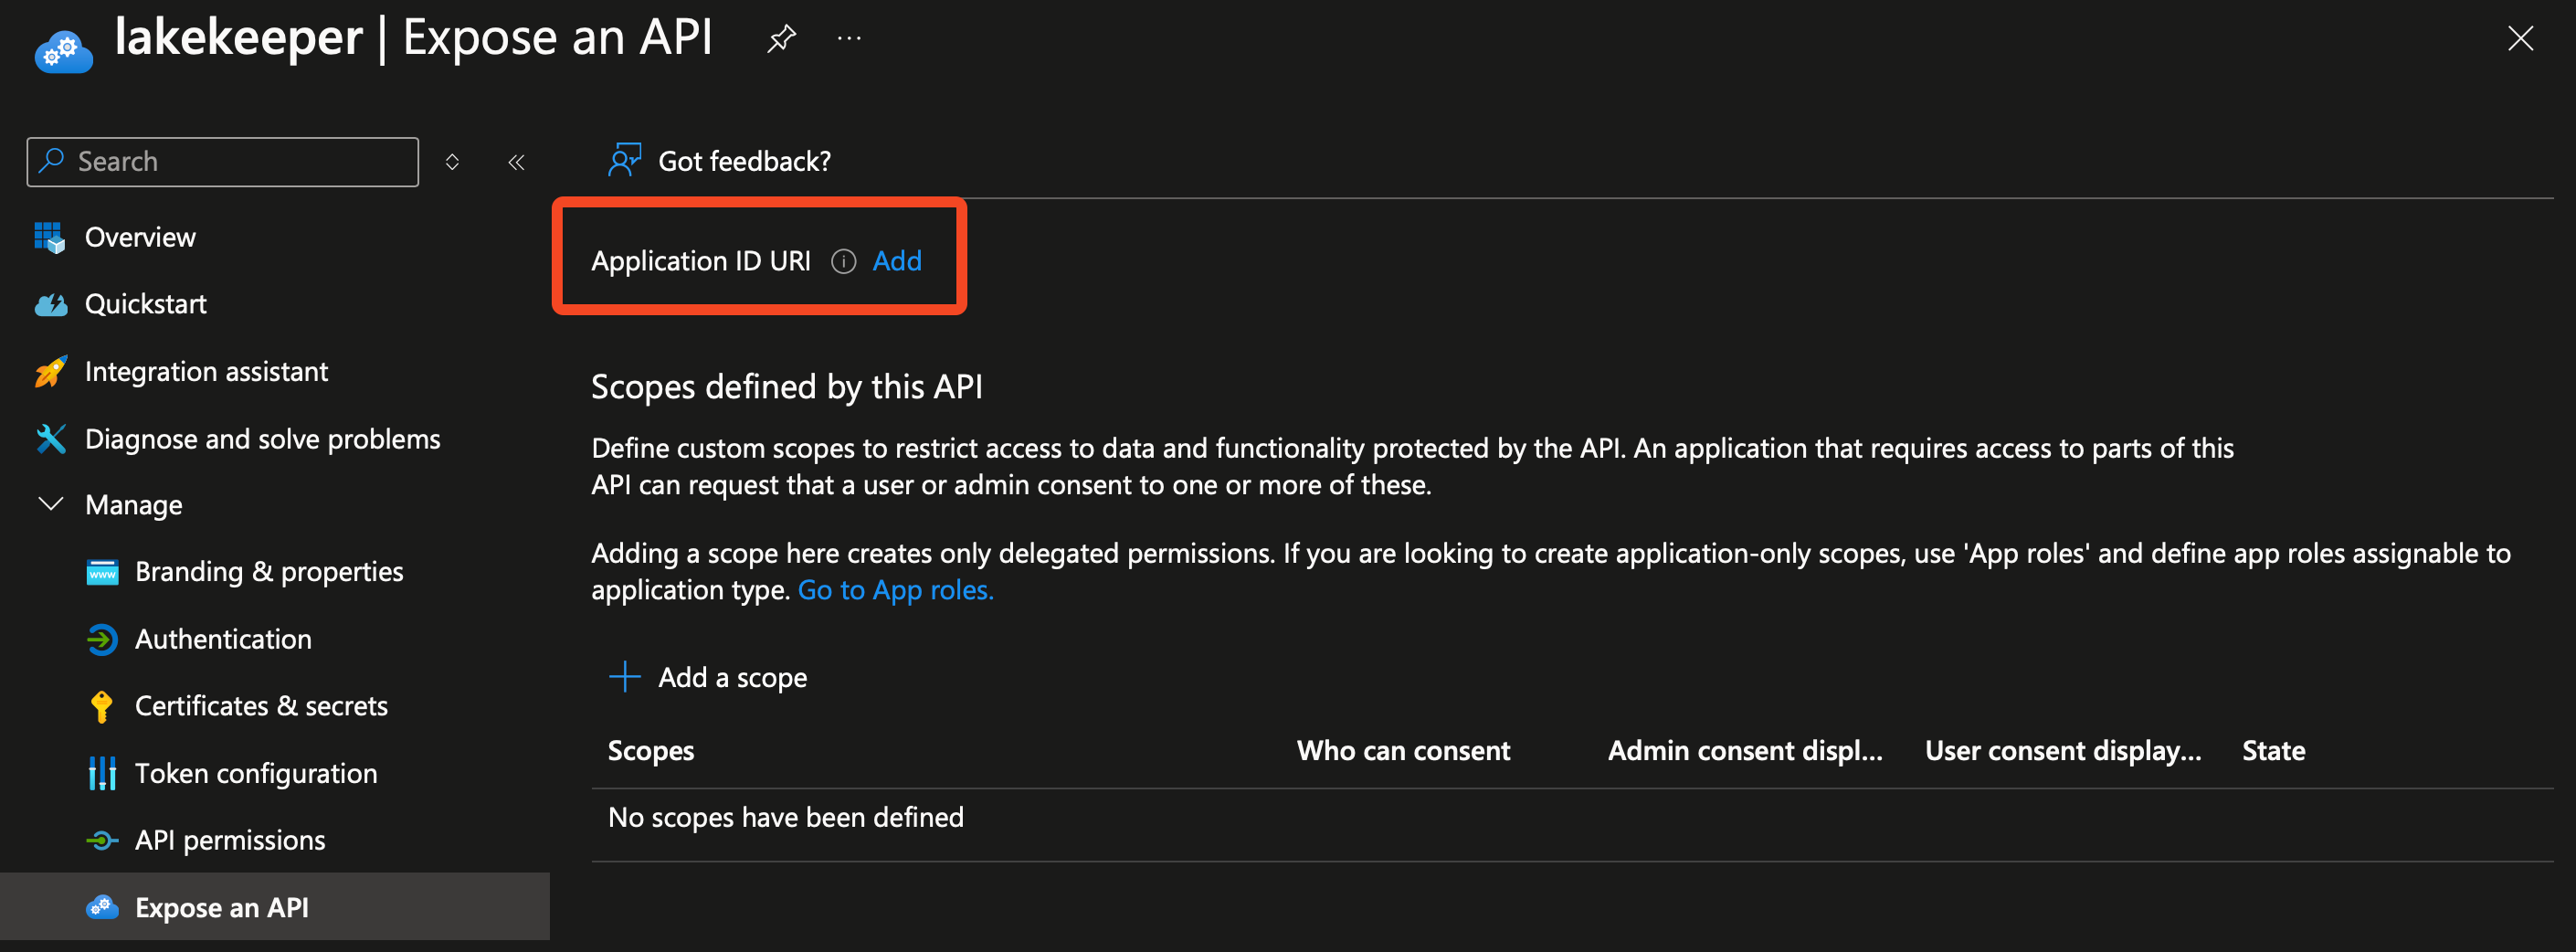 lakekeeper | Expose an API
Search
Got feedback?
Overview
Quickstart
Integration assistant
Diagnose and solve problems
Manage
Branding & properties
Authentication
Certificates & secrets
Token configuration
API permissions
Expose an API
Application ID URI Add
Scopes defined by this API
Define custom scopes to restrict access to data and functionality protected by the API. An application that requires access to parts of this
API can request that a user or admin consent to one or more of these.
Adding a scope here creates only delegated permissions. If you are looking to create application-only scopes, use 'App roles' and define app roles assignable to
application type. Go to App roles.
Add a scope
Scopes Who can consent Admin consent displ... User consent display... State
No scopes have been defined